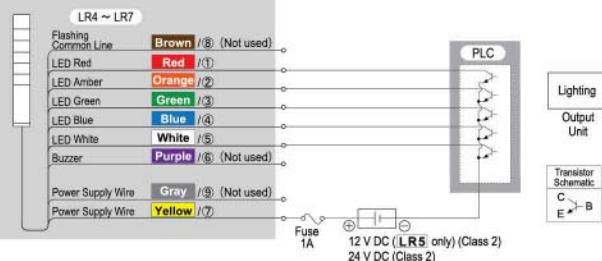 LR4 ~ LR7
Flashing
Common Line Brown /⑧ (Not used)
LED Red Red /①
LED Amber Orange /②
LED Green Green /③
LED Blue Blue /④
LED White White /⑤
Buzzer Purple /⑥ (Not used)
Power Supply Wire Gray /⑨ (Not used)
Power Supply Wire Yellow /⑦
Fuse
1A
⊕ ⊖
12 V DC (LR5 only) (Class 2)
24 V DC (Class 2)
PLC
Lighting
Output
Unit
Transistor
Schematic
C
B
E